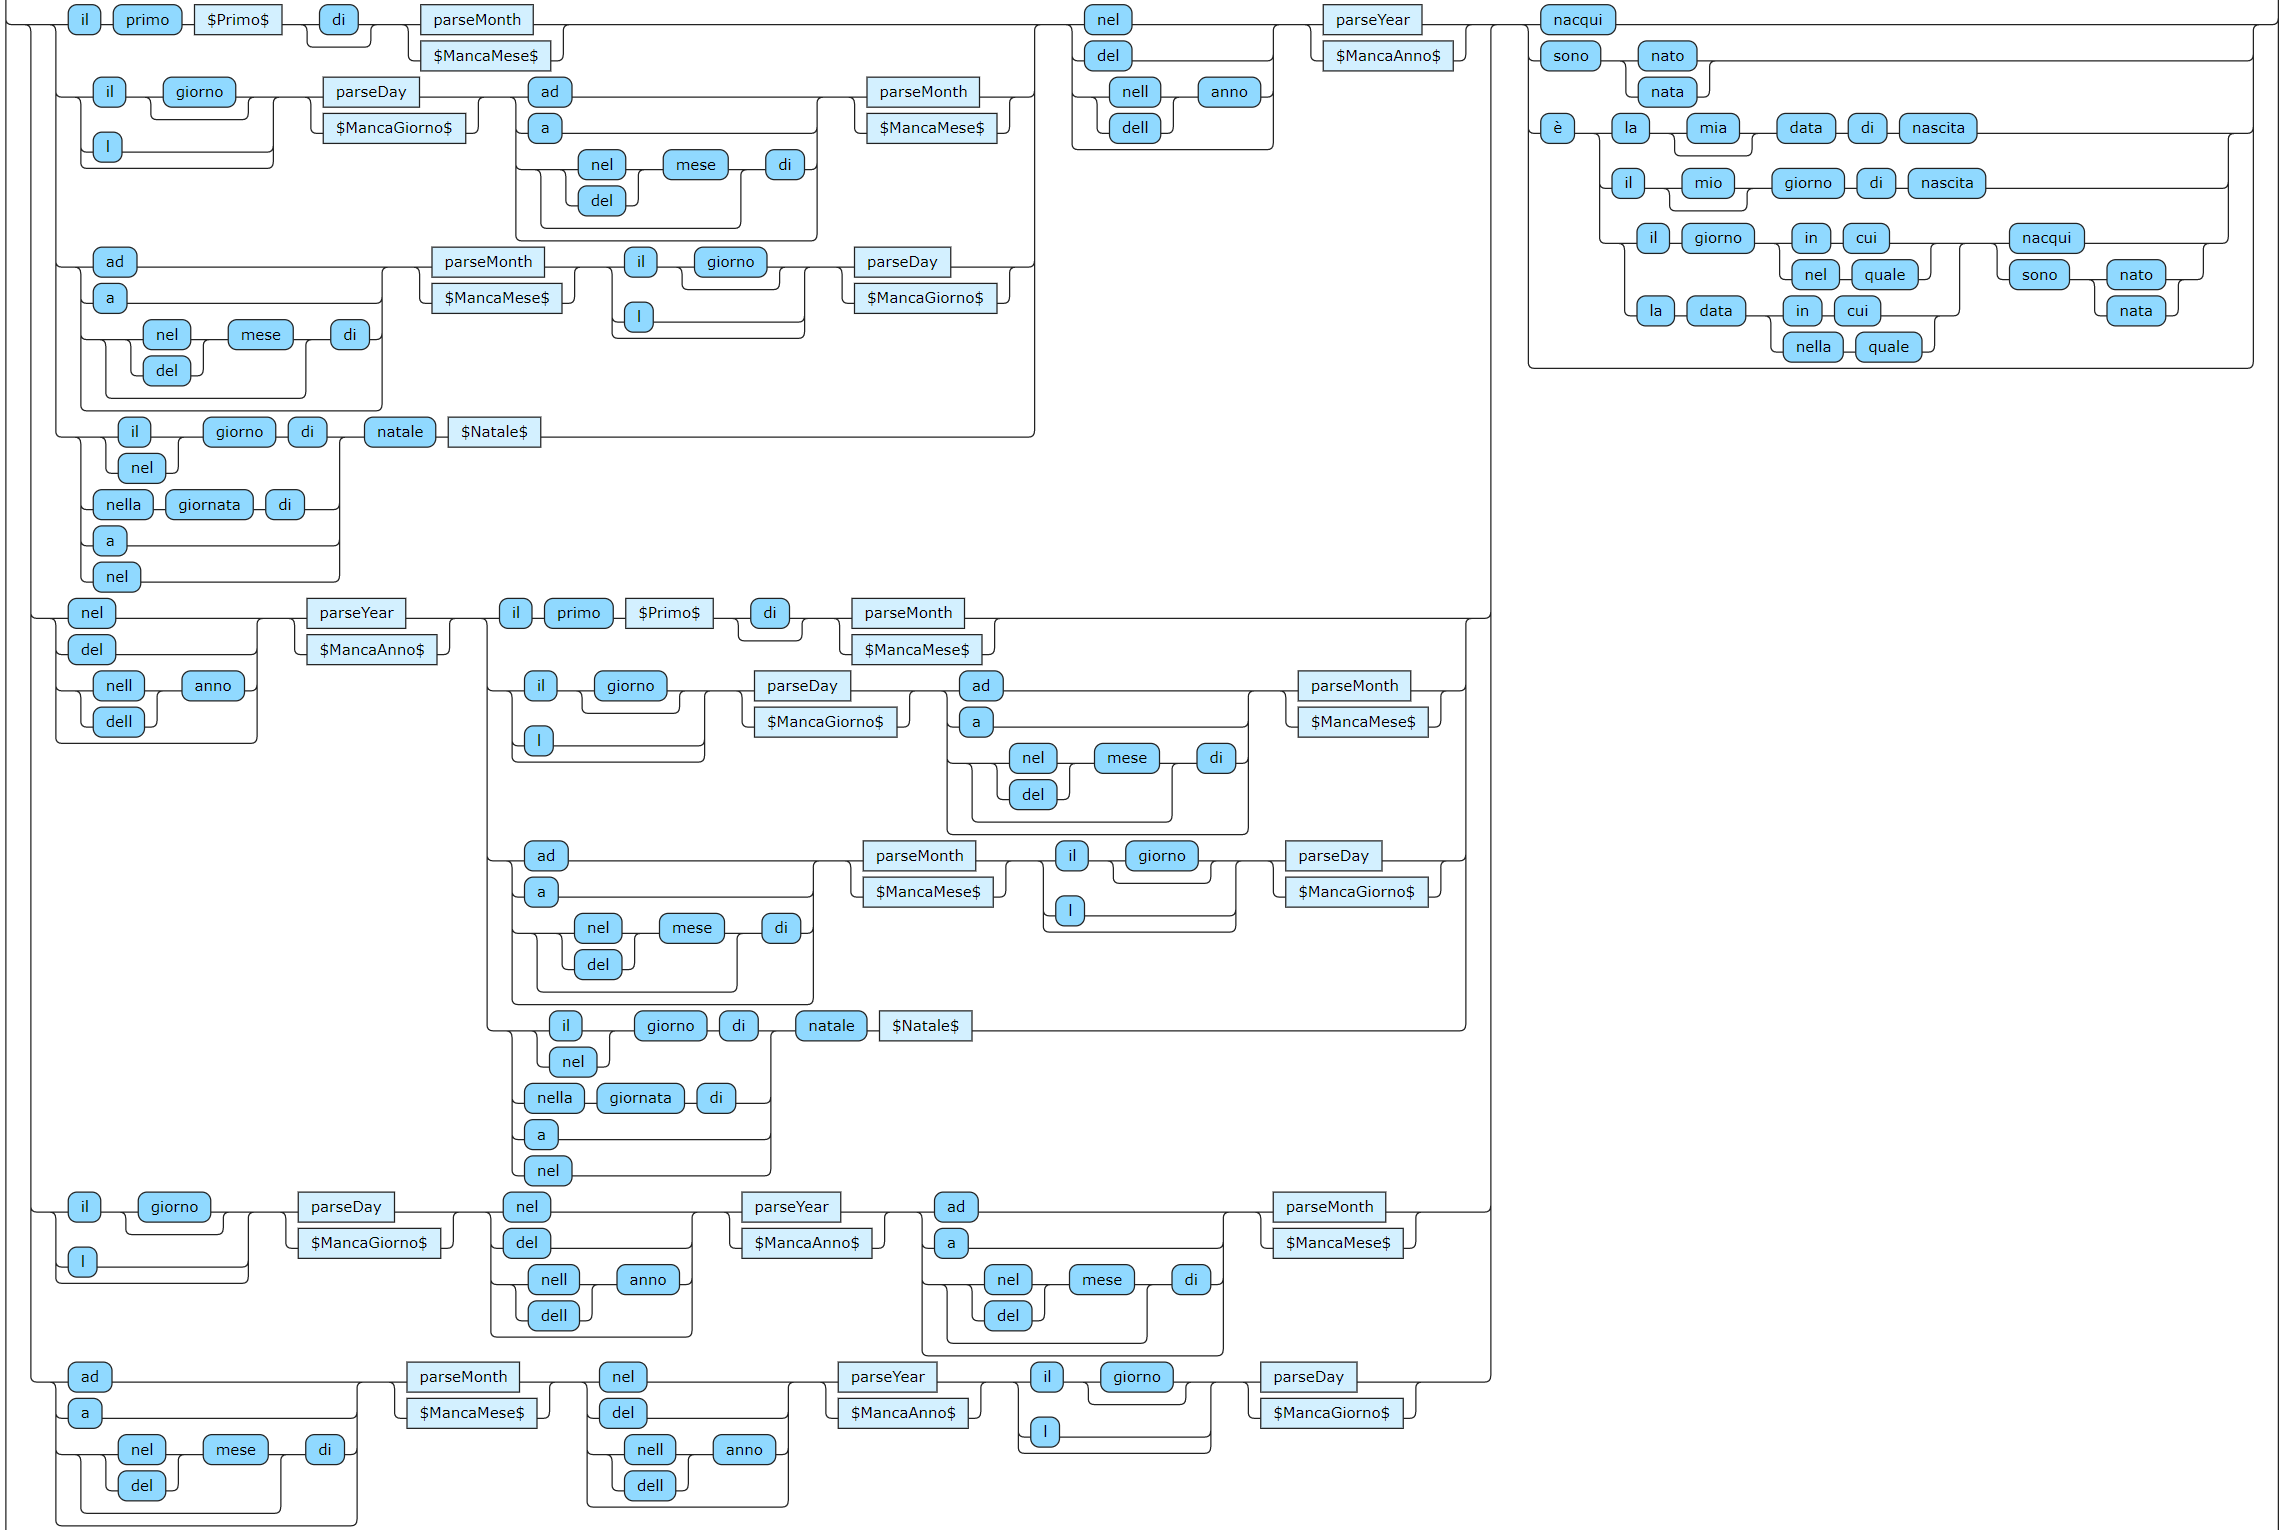 il primo $Primo$ di parseMonth nel parseYear nacqui
$MancaMese$ del $MancaAnno$ sono nato
il giorno parseDay ad parseMonth nell anno nata
$MancaGiorno$ a $MancaMese$ dell è la mia data di nascita
l nel mese di
il mio giorno di nascita
del
il giorno in cui nacqui
ad parseMonth il giorno parseDay nel quale sono nato
a $MancaMese$ $MancaGiorno$ la data in cui nata
l
nel mese di nella quale
del
il giorno di natale $Natale$
nel
nella giornata di
a
nel
nel parseYear il primo $Primo$ di parseMonth
del $MancaAnno$ $MancaMese$
nell anno il giorno parseDay ad parseMonth
dell $MancaGiorno$ a $MancaMese$
l nel mese di
del
ad parseMonth il giorno parseDay
a $MancaMese$ $MancaGiorno$
l
nel mese di
del
il giorno di natale $Natale$
nel
nella giornata di
a
nel
il giorno parseDay nel parseYear ad parseMonth
$MancaGiorno$ del $MancaAnno$ a $MancaMese$
l nell anno nel mese di
dell del
ad parseMonth nel parseYear il giorno parseDay
a $MancaMese$ del $MancaAnno$ $MancaGiorno$
l
nel mese di nell anno
del dell